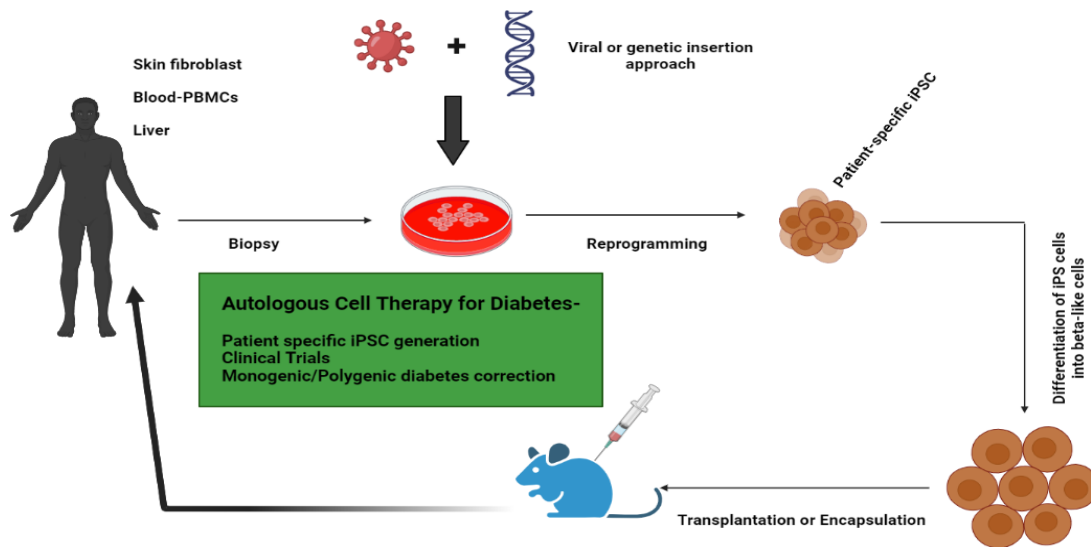 Skin fibroblast
Blood-PBMCs
Liver
+
Viral or genetic insertion
approach
Biopsy
Reprogramming
Patient-specific iPSC
Differentiation of iPS cells
into beta-like cells
Autologous Cell Therapy for Diabetes-
Patient specific iPSC generation
Clinical Trials
Monogenic/Polygenic diabetes correction
Transplantation or Encapsulation